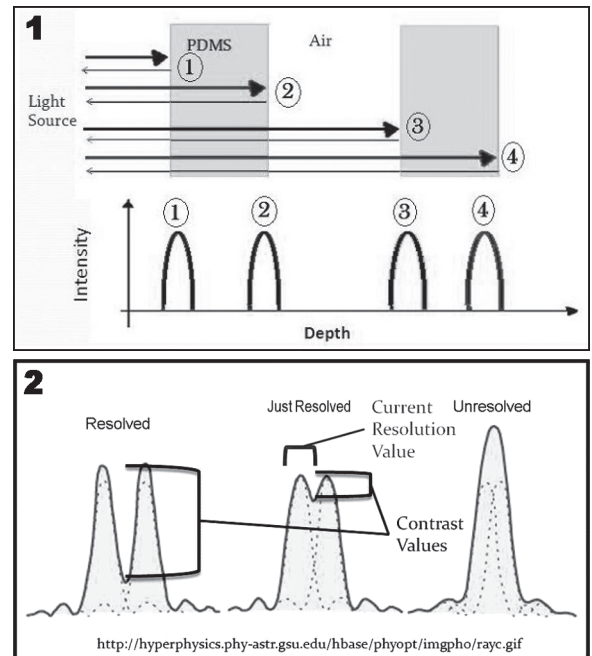 1
PDMS
Air
1
2
Light
Source
3
4
1
2
3
4
Intensity
Depth
2
Resolved
Just Resolved
Current
Resolution
Value
Unresolved
Contrast
Values
http://hyperphysics.phy-astr.gsu.edu/hbase/phyopt/imgpho/rayc.gif